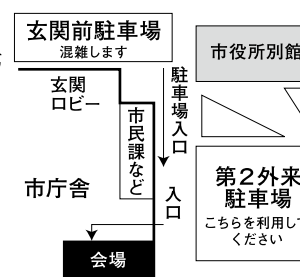 玄関前駐車場
混雑します
市役所別館
玄関
ロビー
駐車場入口
市民課など
第2外来
駐車場
こちらを利用して
ください
市庁舎
入口
会場